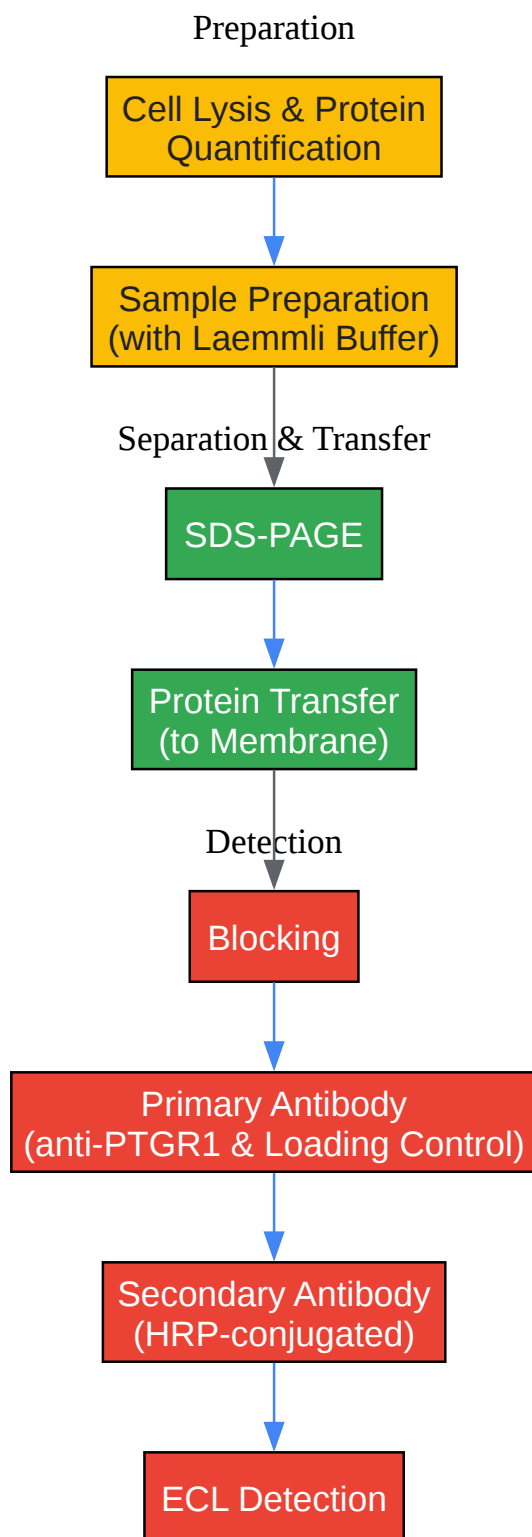 Preparation
Cell Lysis & Protein
Quantification
Sample Preparation
(with Laemmli Buffer)
Separation & Transfer
SDS-PAGE
Protein Transfer
(to Membrane)
Detection
Blocking
Primary Antibody
(anti-PTGR1 & Loading Control)
Secondary Antibody
(HRP-conjugated)
ECL Detection